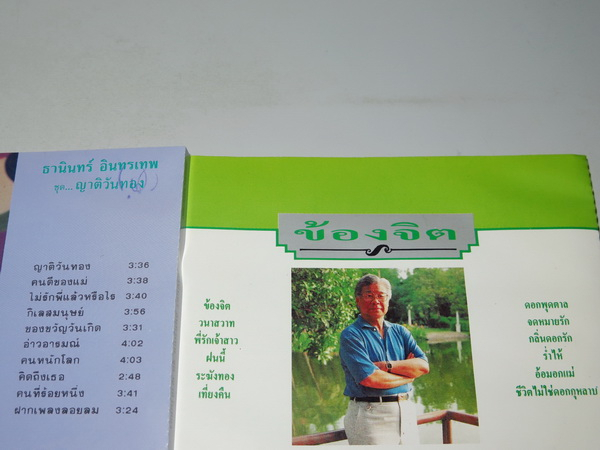 ธานินทร์ อินทรเทพ
ชุด... ญาติวันทอง
ญาติวันทอง 3:36
คนดีของแม่ 3:38
ไม่รักพี่แล้วหรือไร 3:40
กิเลสมนุษย์ 3:56
ของขวัญวันเกิด 3:31
อ่าวอารมณ์ 4:02
คนหนักโลก 4:03
คิดถึงเธอ 2:48
คนที่ร้อยหนึ่ง 3:41
ฝากเพลงลอยลม 3:24
ข้องจิต
ข้องจิต
วนาสวาท
พี่รักเจ้าสาว
ฝนนี้
ระฆังทอง
เที่ยงคืน
ดอกพุดตาล
จดหมายรัก
กลิ่นดอกรัก
ร่ำไห้
อ้อมอกแม่
ชีวิตไม่ใช่ดอกกุหลาบ